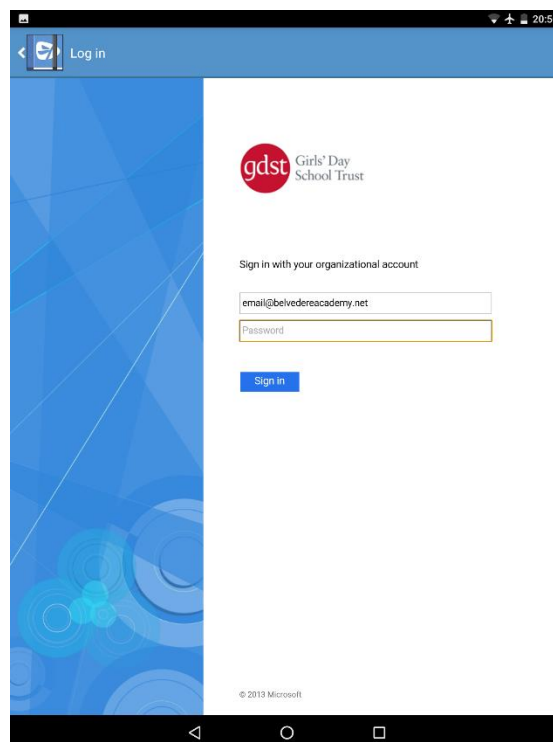 20:5
Log in
gdst Girls' Day
School Trust
Sign in with your organizational account
email@belvedereacademy.net
Password
Sign in
© 2013 Microsoft